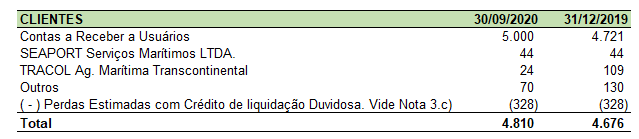 CLIENTES 30/09/2020 31/12/2019
Contas a Receber a Usuários 5.000 4.721
SEAPORT Serviços Marítimos LTDA. 44 44
TRACOL Ag. Marítima Transcontinental 24 109
Outros 70 130
( - ) Perdas Estimadas com Crédito de liquidação Duvidosa. Vide Nota 3.c) (328) (328)
Total 4.810 4.676